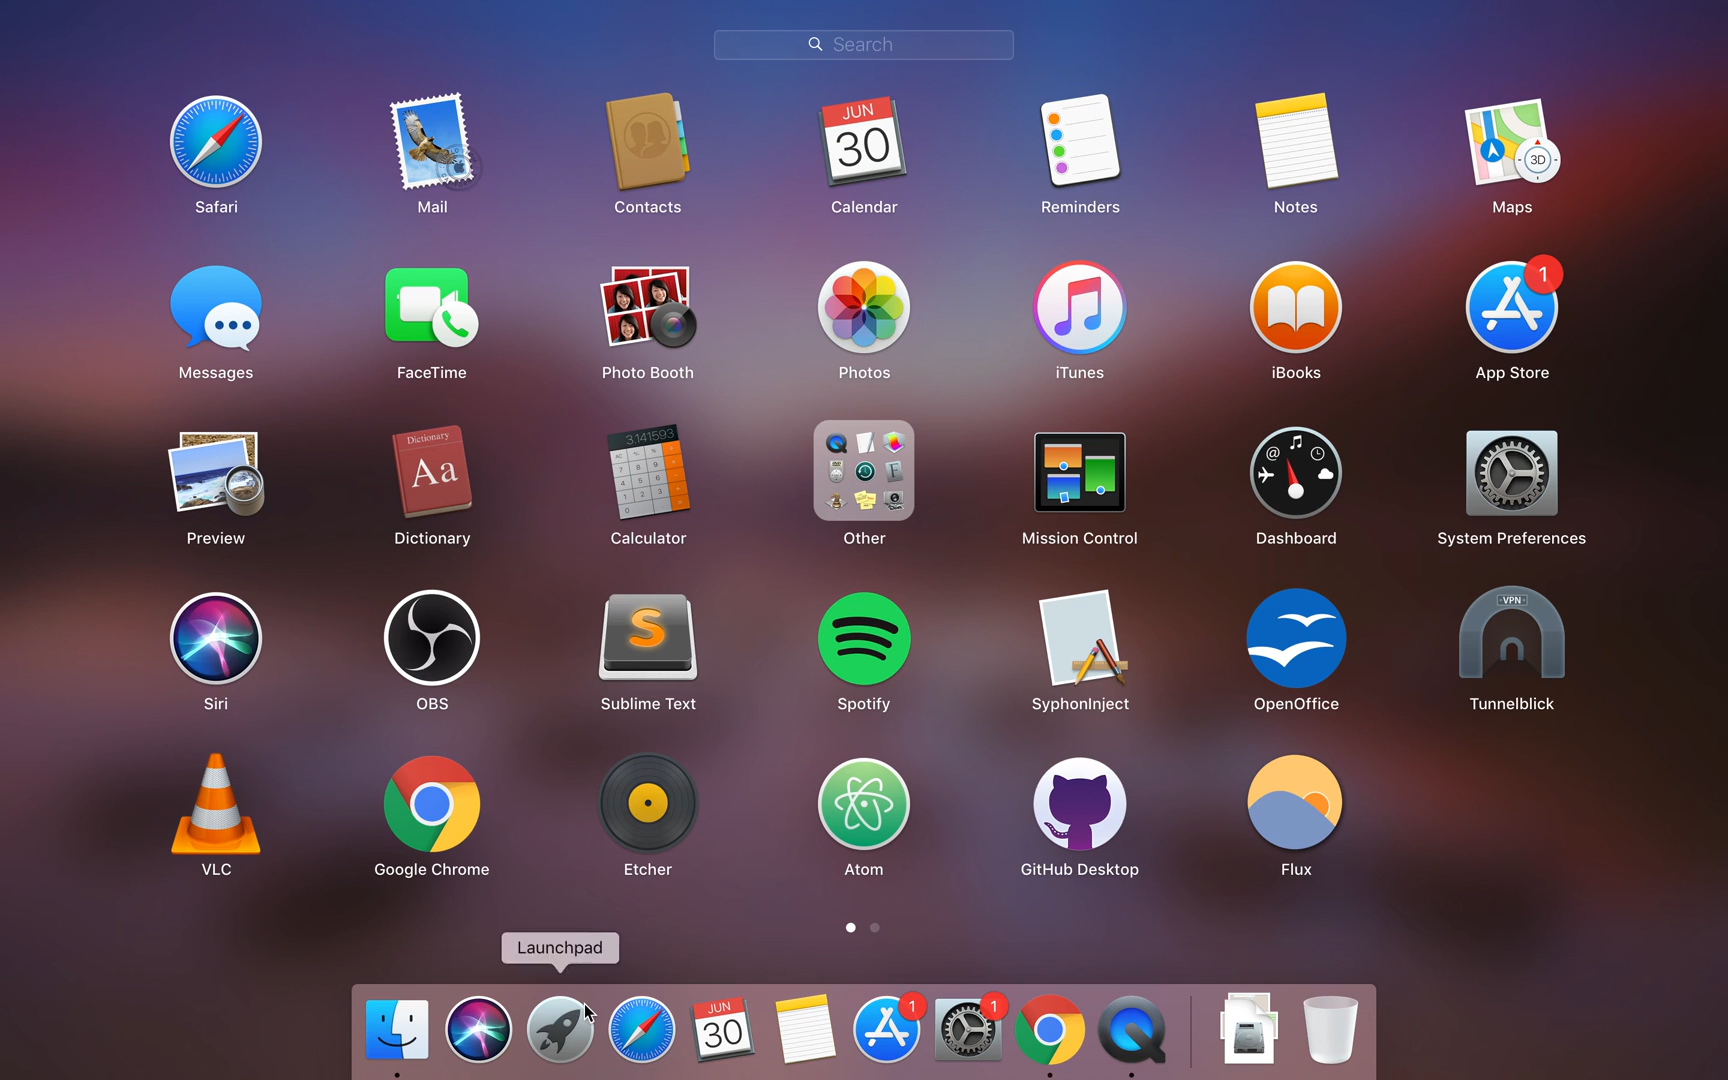 Search
JUN
30
3D
Safari
Mail
Contacts
Calendar
Reminders
Notes
Maps
1
Messages
FaceTime
Photo Booth
Photos
iTunes
iBooks
App Store
Dictionary
Aa
3.141593
@
Preview
Dictionary
Calculator
Other
Mission Control
Dashboard
System Preferences
S
VPN
Siri
OBS
Sublime Text
Spotify
SyphonInject
OpenOffice
Tunnelblick
VLC
Google Chrome
Etcher
Atom
GitHub Desktop
Flux
Launchpad
JUN
30
1
1